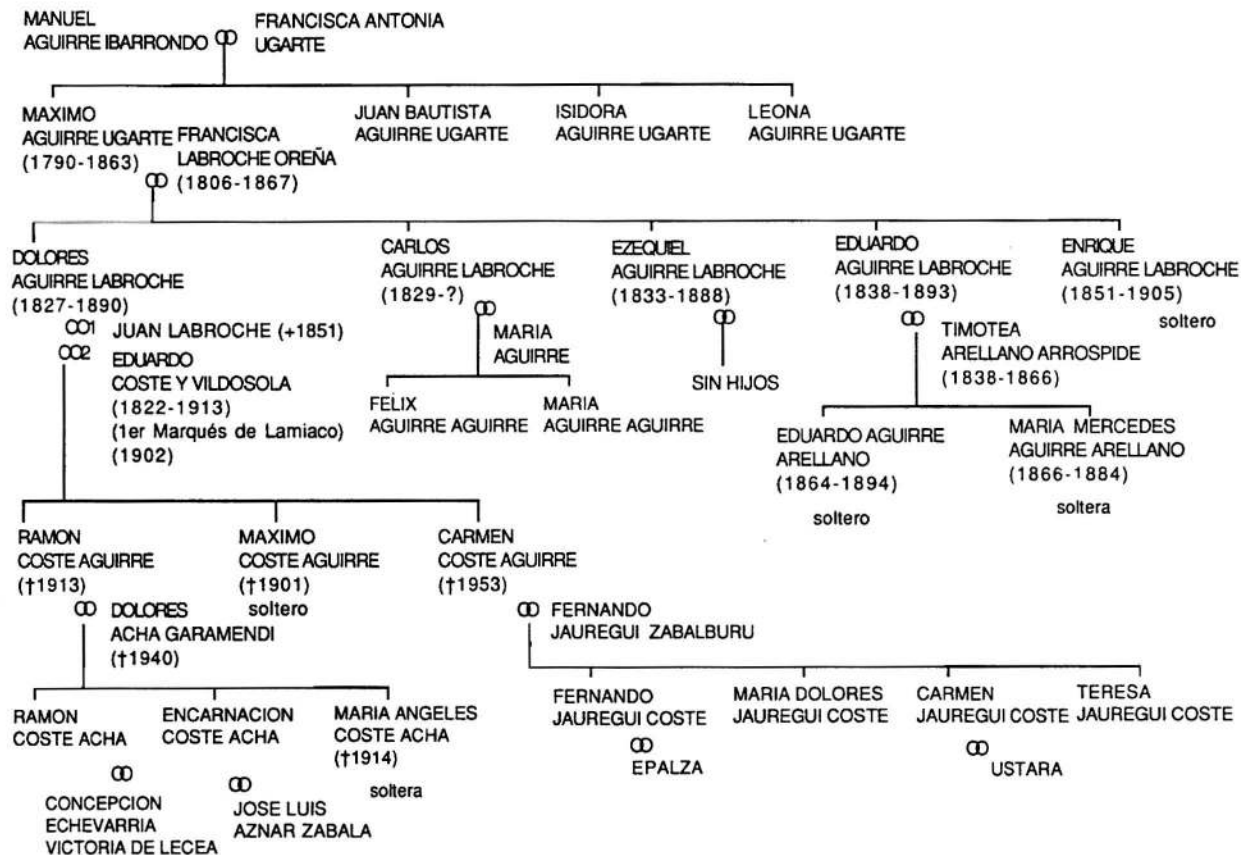 MANUEL
AGUIRRE IBARRONDO
FRANCISCA ANTONIA
UGARTE
MAXIMO
AGUIRRE UGARTE
(1790-1863)
FRANCISCA
LABROCHE OREÑA
(1806-1867)
JUAN BAUTISTA
AGUIRRE UGARTE
ISIDORA
AGUIRRE UGARTE
LEONA
AGUIRRE UGARTE
DOLORES
AGUIRRE LABROCHE
(1827-1890)
1 JUAN LABROCHE (+1851)
2 EDUARDO
COSTE Y VILDOSOLA
(1822-1913)
(1er Marqués de Lamiaco)
(1902)
CARLOS
AGUIRRE LABROCHE
(1829-?)
MARIA
AGUIRRE
FELIX
AGUIRRE AGUIRRE
MARIA
AGUIRRE AGUIRRE
EZEQUIEL
AGUIRRE LABROCHE
(1833-1888)
SIN HIJOS
EDUARDO
AGUIRRE LABROCHE
(1838-1893)
TIMOTEA
ARELLANO ARROSPIDE
(1838-1866)
EDUARDO AGUIRRE
ARELLANO
(1864-1894)
soltero
MARIA MERCEDES
AGUIRRE ARELLANO
(1866-1884)
soltera
ENRIQUE
AGUIRRE LABROCHE
(1851-1905)
soltero
RAMON
COSTE AGUIRRE
(†1913)
DOLORES
ACHA GARAMENDI
(†1940)
MAXIMO
COSTE AGUIRRE
(†1901)
soltero
CARMEN
COSTE AGUIRRE
(†1953)
FERNANDO
JAUREGUI ZABALBURU
RAMON
COSTE ACHA
CONCEPCION
ECHEVARRIA
VICTORIA DE LECEA
ENCARNACION
COSTE ACHA
JOSE LUIS
AZNAR ZABALA
MARIA ANGELES
COSTE ACHA
(†1914)
soltera
FERNANDO
JAUREGUI COSTE
EPALZA
MARIA DOLORES
JAUREGUI COSTE
CARMEN
JAUREGUI COSTE
USTARA
TERESA
JAUREGUI COSTE